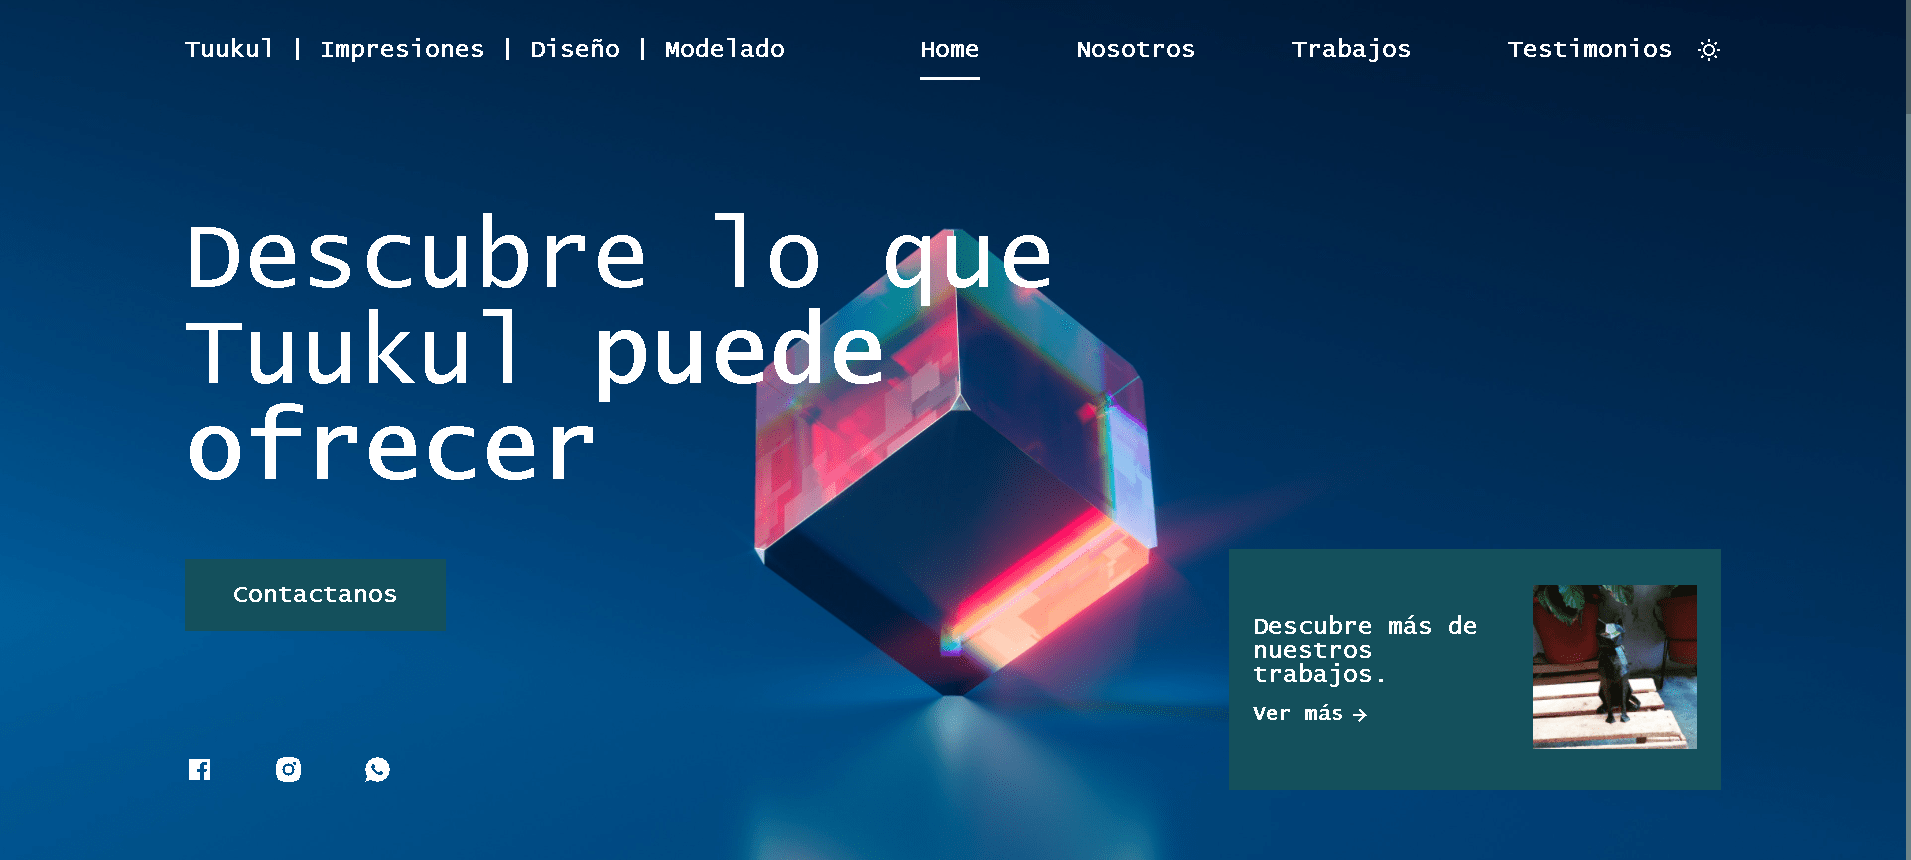 Tuukul | Impresiones | Diseño | Modelado
Home
Nosotros
Trabajos
Testimonios
Descubre lo que
Tuukul puede
ofrecer
Contactanos
Descubre más de
nuestros
trabajos.
Ver más →